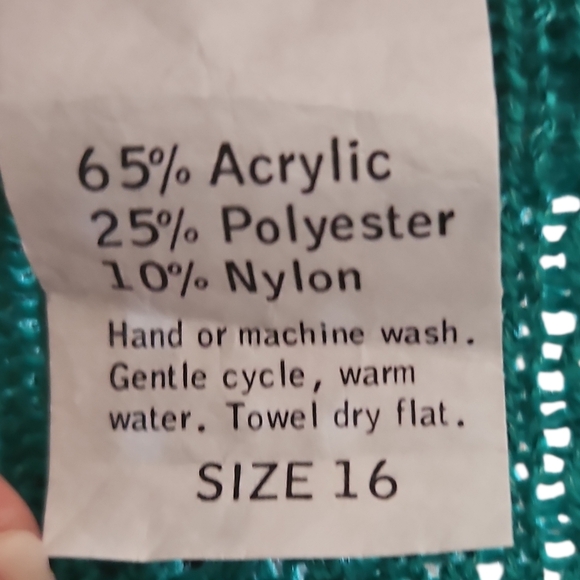 65% Acrylic
25% Polyester
10% Nylon
Hand or machine wash.
Gentle cycle, warm
water. Towel dry flat.
SIZE 16